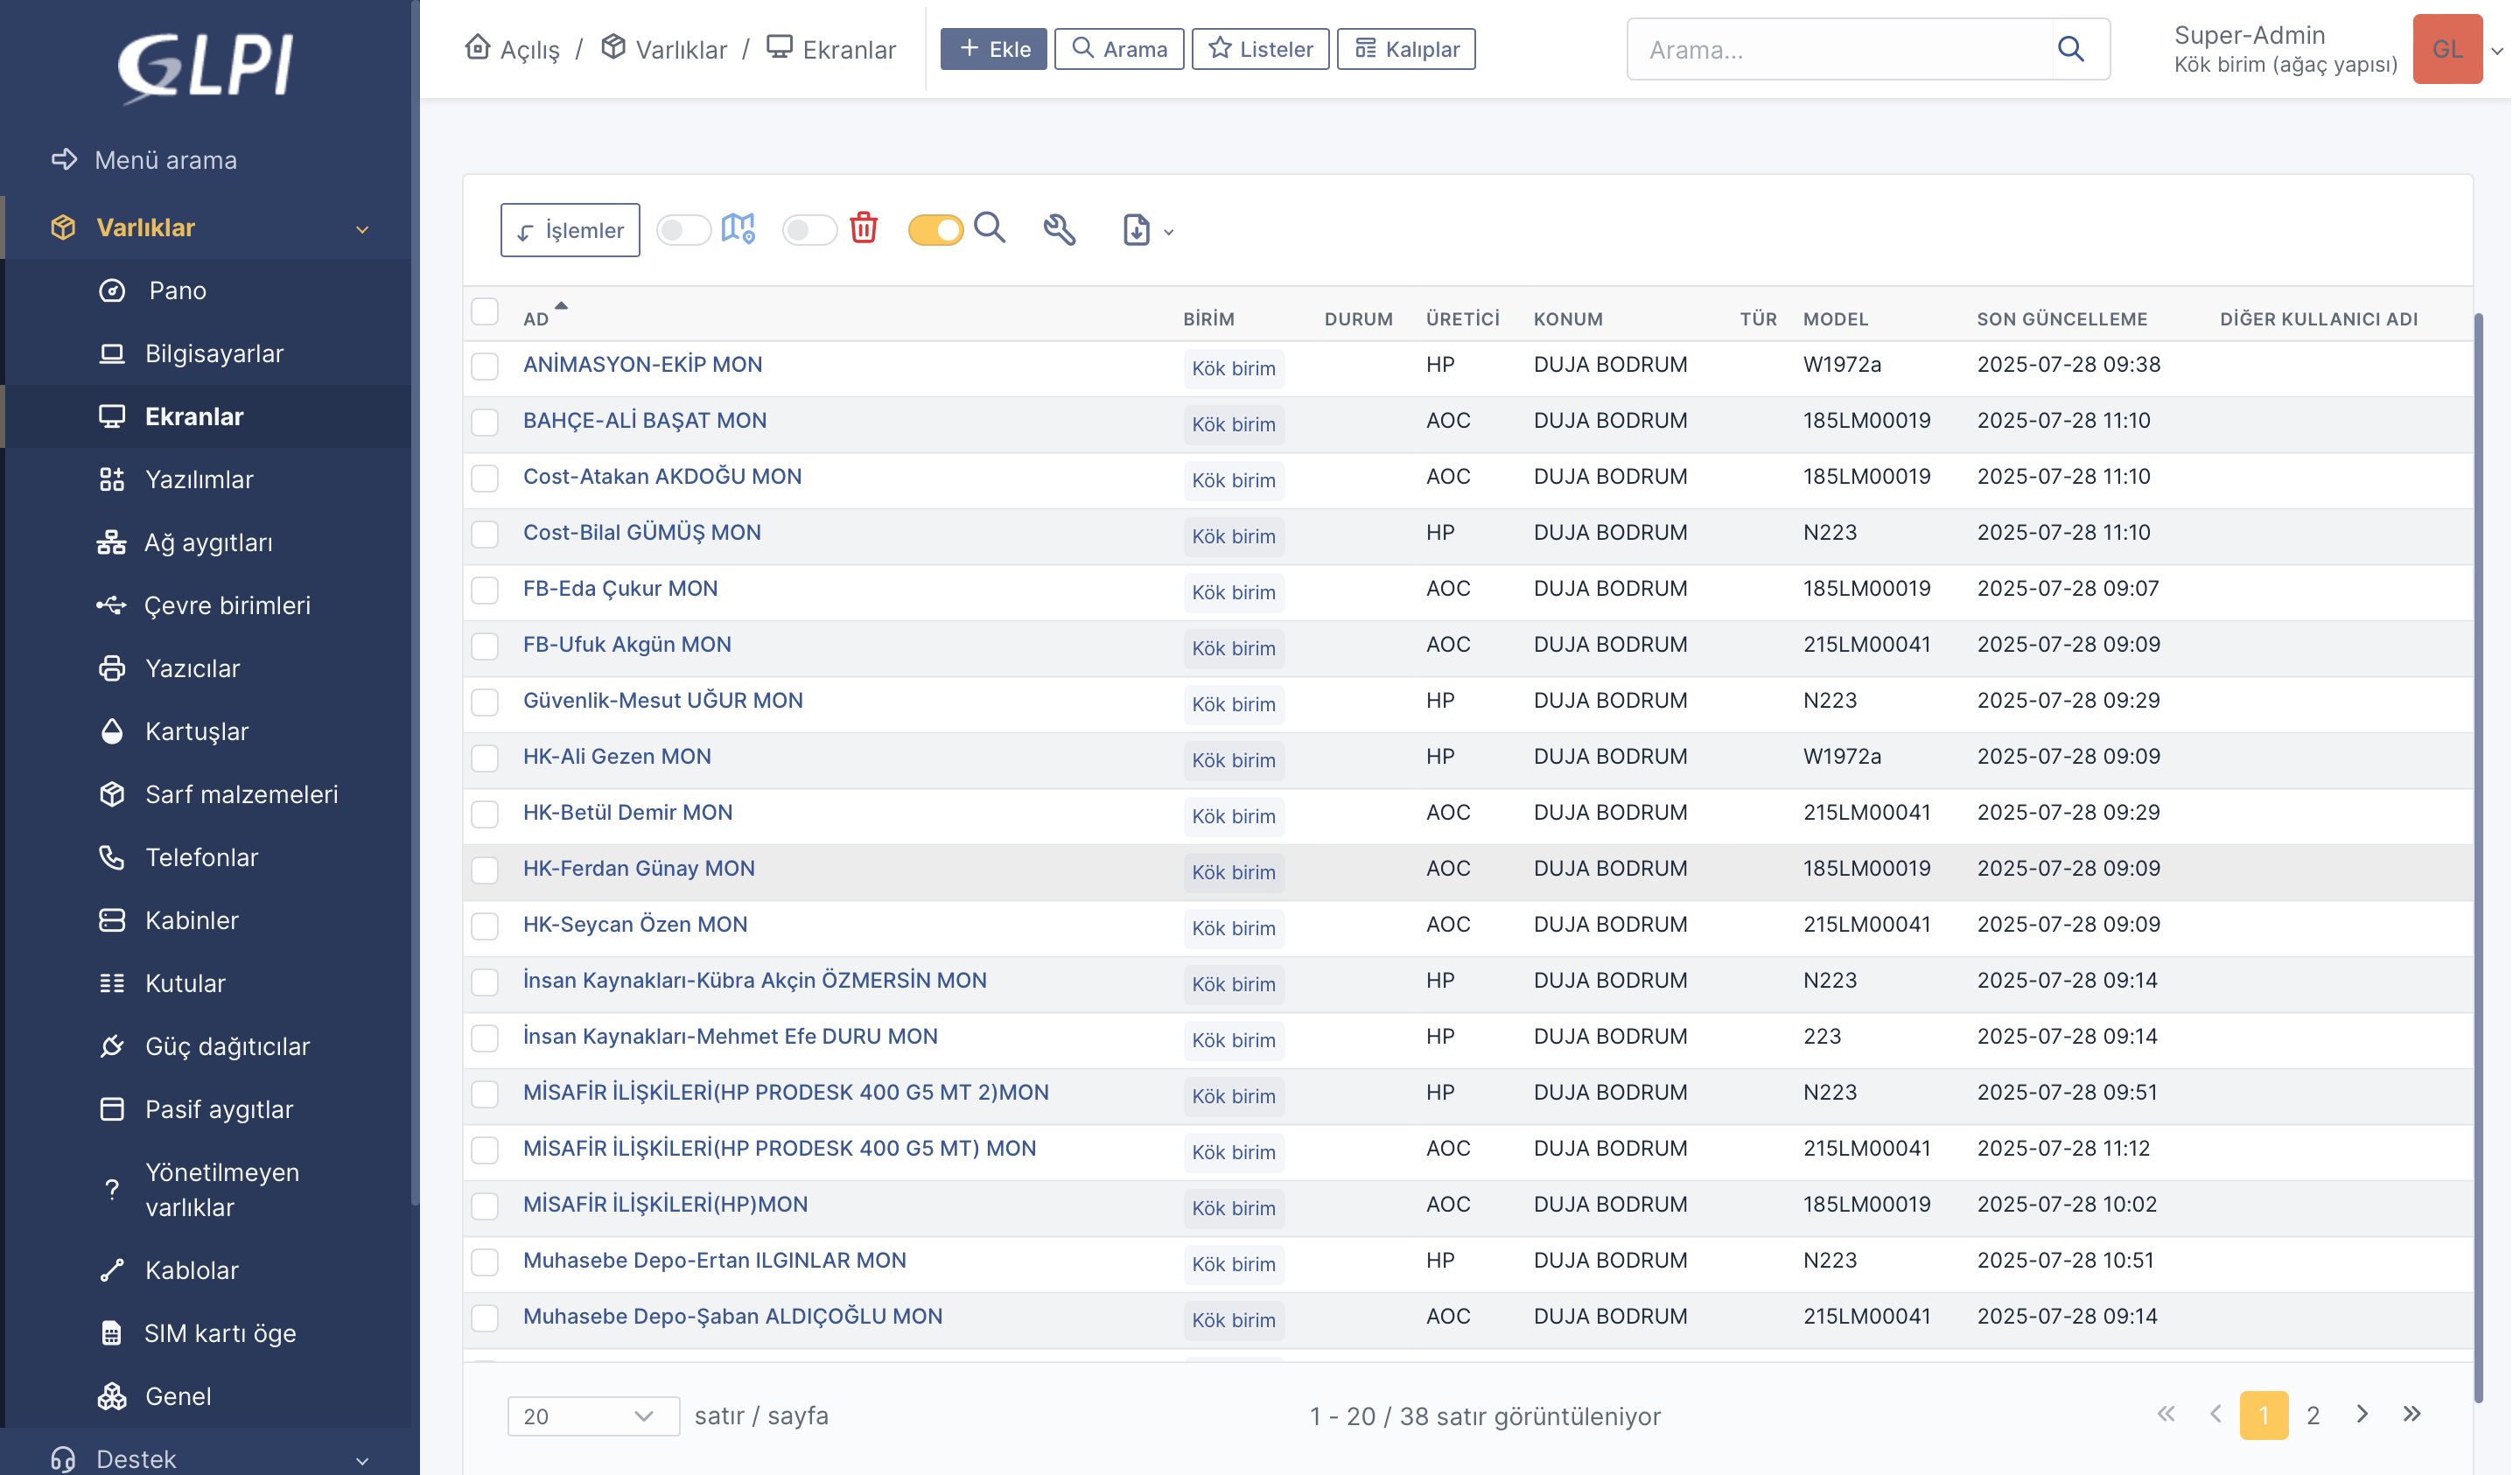 GLPI
Menü arama
Varlıklar
Pano
Bilgisayarlar
Ekranlar
Yazılımlar
Ağ aygıtları
Çevre birimleri
Yazıcılar
Kartuşlar
Sarf malzemeleri
Telefonlar
Kabinler
Kutular
Güç dağıtıcılar
Pasif aygıtlar
Yönetilmeyen
varlıklar
Kablolar
SIM kartı öge
Genel
Destek
Açılış / Varlıklar / Ekranlar
Ekle Arama Listeler Kalıplar
Arama...
Super-Admin
Kök birim (ağaç yapısı)
GL
İşlemler
AD BİRİM DURUM ÜRETİCİ KONUM TÜR MODEL SON GÜNCELLEME DİĞER KULLANICI ADI
ANİMASYON-EKİP MON Kök birim HP DUJA BODRUM W1972a 2025-07-28 09:38
BAHÇE-ALİ BAŞAT MON Kök birim AOC DUJA BODRUM 185LM00019 2025-07-28 11:10
Cost-Atakan AKDOĞU MON Kök birim AOC DUJA BODRUM 185LM00019 2025-07-28 11:10
Cost-Bilal GÜMÜŞ MON Kök birim HP DUJA BODRUM N223 2025-07-28 11:10
FB-Eda Çukur MON Kök birim AOC DUJA BODRUM 185LM00019 2025-07-28 09:07
FB-Ufuk Akgün MON Kök birim AOC DUJA BODRUM 215LM00041 2025-07-28 09:09
Güvenlik-Mesut UĞUR MON Kök birim HP DUJA BODRUM N223 2025-07-28 09:29
HK-Ali Gezen MON Kök birim HP DUJA BODRUM W1972a 2025-07-28 09:09
HK-Betül Demir MON Kök birim AOC DUJA BODRUM 215LM00041 2025-07-28 09:29
HK-Ferdan Günay MON Kök birim AOC DUJA BODRUM 185LM00019 2025-07-28 09:09
HK-Seycan Özen MON Kök birim AOC DUJA BODRUM 215LM00041 2025-07-28 09:09
İnsan Kaynakları-Kübra Akçin ÖZMERSİN MON Kök birim HP DUJA BODRUM N223 2025-07-28 09:14
İnsan Kaynakları-Mehmet Efe DURU MON Kök birim HP DUJA BODRUM 223 2025-07-28 09:14
MİSAFİR İLİŞKİLERİ(HP PRODESK 400 G5 MT 2)MON Kök birim HP DUJA BODRUM N223 2025-07-28 09:51
MİSAFİR İLİŞKİLERİ(HP PRODESK 400 G5 MT) MON Kök birim AOC DUJA BODRUM 215LM00041 2025-07-28 11:12
MİSAFİR İLİŞKİLERİ(HP)MON Kök birim AOC DUJA BODRUM 185LM00019 2025-07-28 10:02
Muhasebe Depo-Ertan ILGINLAR MON Kök birim HP DUJA BODRUM N223 2025-07-28 10:51
Muhasebe Depo-Şaban ALDIÇOĞLU MON Kök birim AOC DUJA BODRUM 215LM00041 2025-07-28 09:14
20 satır / sayfa
1 - 20 / 38 satır görüntüleniyor
« ‹ 1 2 › »